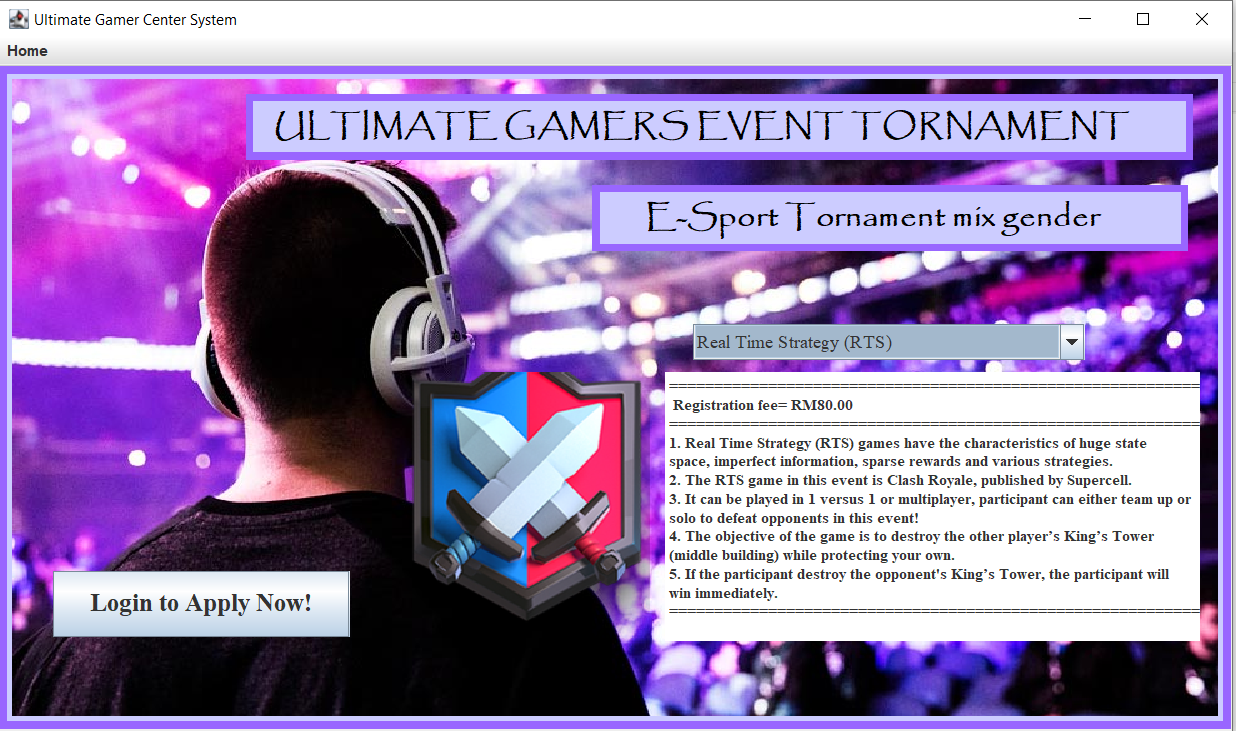 Ultimate Gamer Center System
Home
ULTIMATE GAMERS EVENT TORNAMENT
E-Sport Tornament mix gender
Real Time Strategy (RTS)
==========================================================
Registration fee= RM80.00
==========================================================
1. Real Time Strategy (RTS) games have the characteristics of huge state
space, imperfect information, sparse rewards and various strategies.
2. The RTS game in this event is Clash Royale, published by Supercell.
3. It can be played in 1 versus 1 or multiplayer, participant can either team up or
solo to defeat opponents in this event!
4. The objective of the game is to destroy the other player’s King’s Tower
(middle building) while protecting your own.
5. If the participant destroy the opponent's King’s Tower, the participant will
win immediately.
==========================================================
Login to Apply Now!